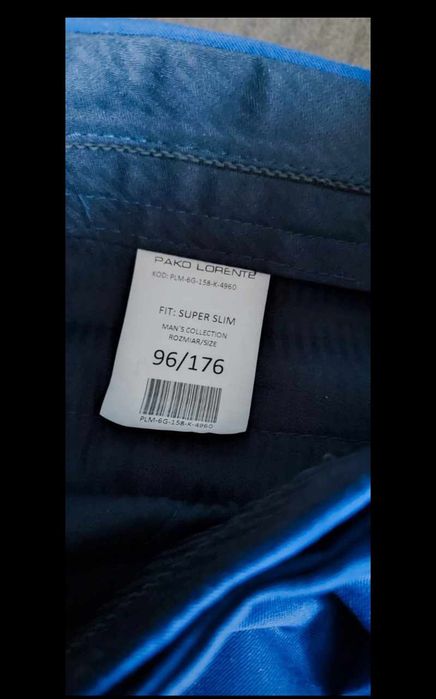 PAKO LORENTE
KOD: PLM-6G-158-K-4960
FIT: SUPER SLIM
MAN`S COLLECTION
ROZMIAR/SIZE
96/176
PLM-6G-158-K-4960